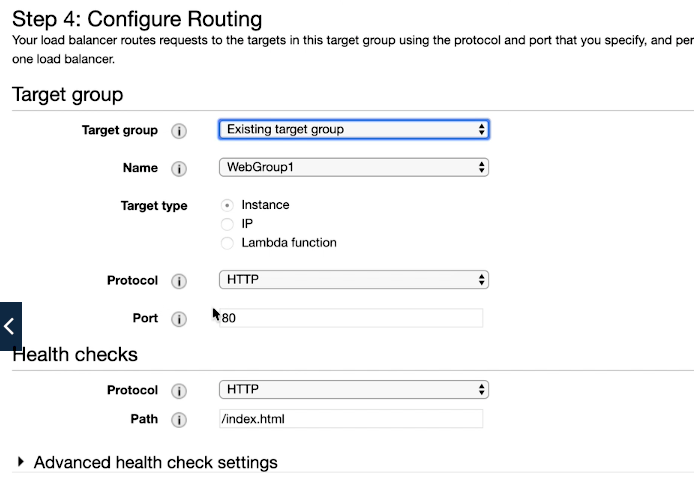 Step 4: Configure Routing
Your load balancer routes requests to the targets in this target group using the protocol and port that you specify, and per
one load balancer.
Target group
Target group i Existing target group
Name i WebGroup1
Target type Instance
IP
Lambda function
Protocol i HTTP
Port i 80
Health checks
Protocol i HTTP
Path i /index.html
Advanced health check settings